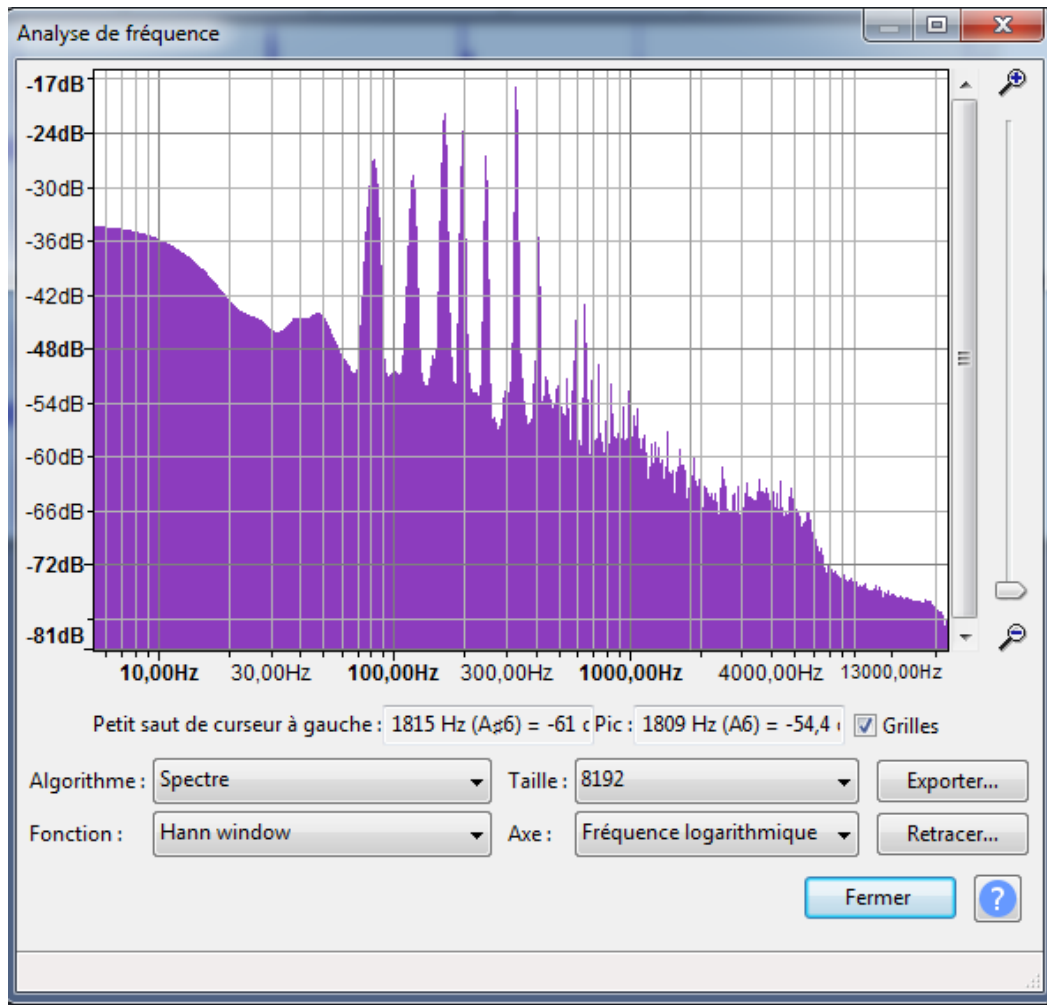 Analyse de fréquence
-17dB
-24dB
-30dB
-36dB
-42dB
-48dB
-54dB
-60dB
-66dB
-72dB
-81dB
10,00Hz 30,00Hz 100,00Hz 300,00Hz 1000,00Hz 4000,00Hz 13000,00Hz
Petit saut de curseur à gauche : 1815 Hz (A♯6) = -61 c Pic : 1809 Hz (A6) = -54,4 Grilles
Algorithme : Spectre Taille : 8192 Exporter...
Fonction : Hann window Axe : Fréquence logarithmique Retracer...
Fermer ?